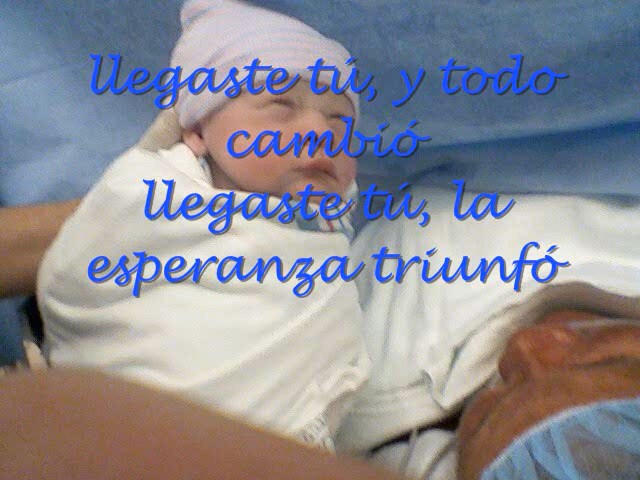 llegaste tú, y todo
cambió
llegaste tú, la
esperanza triunfó